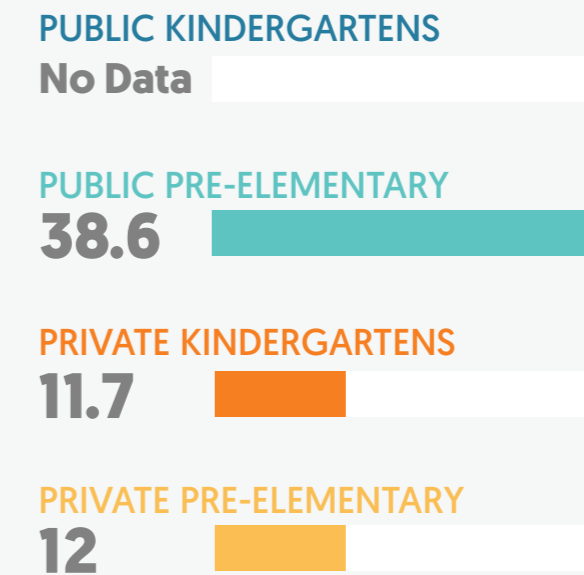 PUBLIC KINDERGARTENS
No Data
PUBLIC PRE-ELEMENTARY
38.6
PRIVATE KINDERGARTENS
11.7
PRIVATE PRE-ELEMENTARY
12